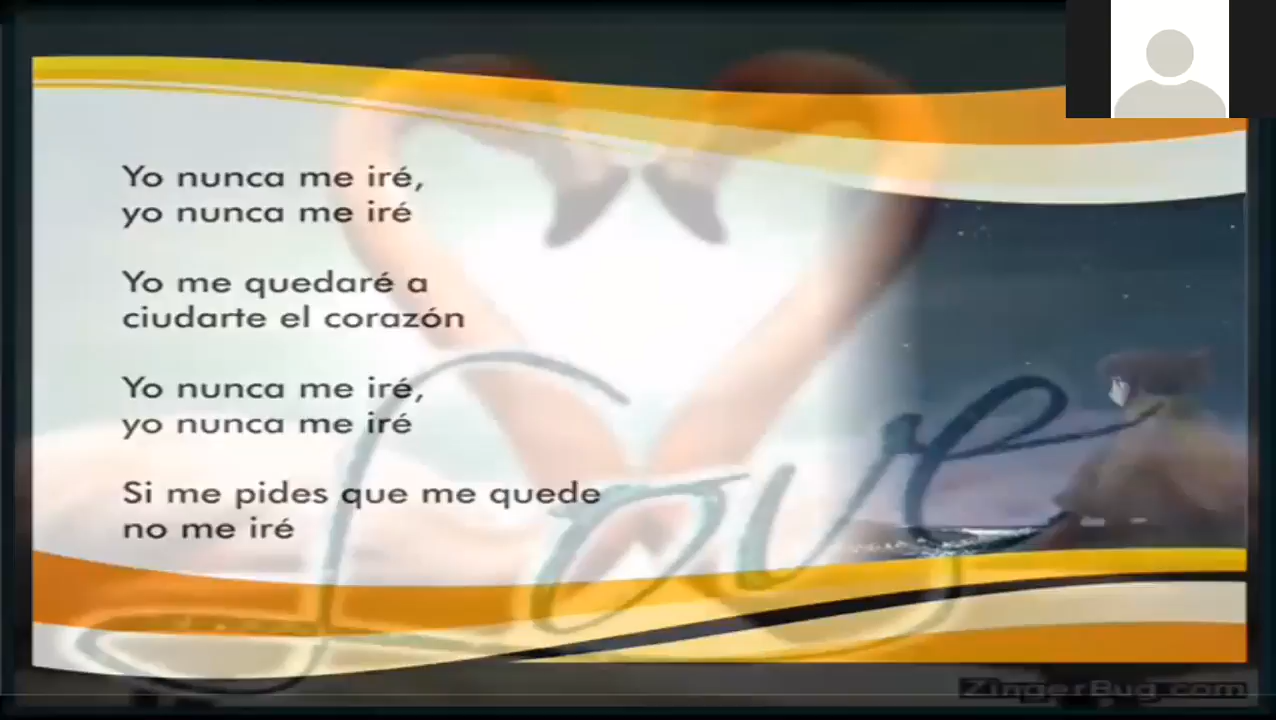 Yo nunca me iré,
yo nunca me iré
Yo me quedaré a
ciudarte el corazón
Yo nunca me iré,
yo nunca me iré
Si me pides que me quede
no me iré
Love
ZingerBug.com